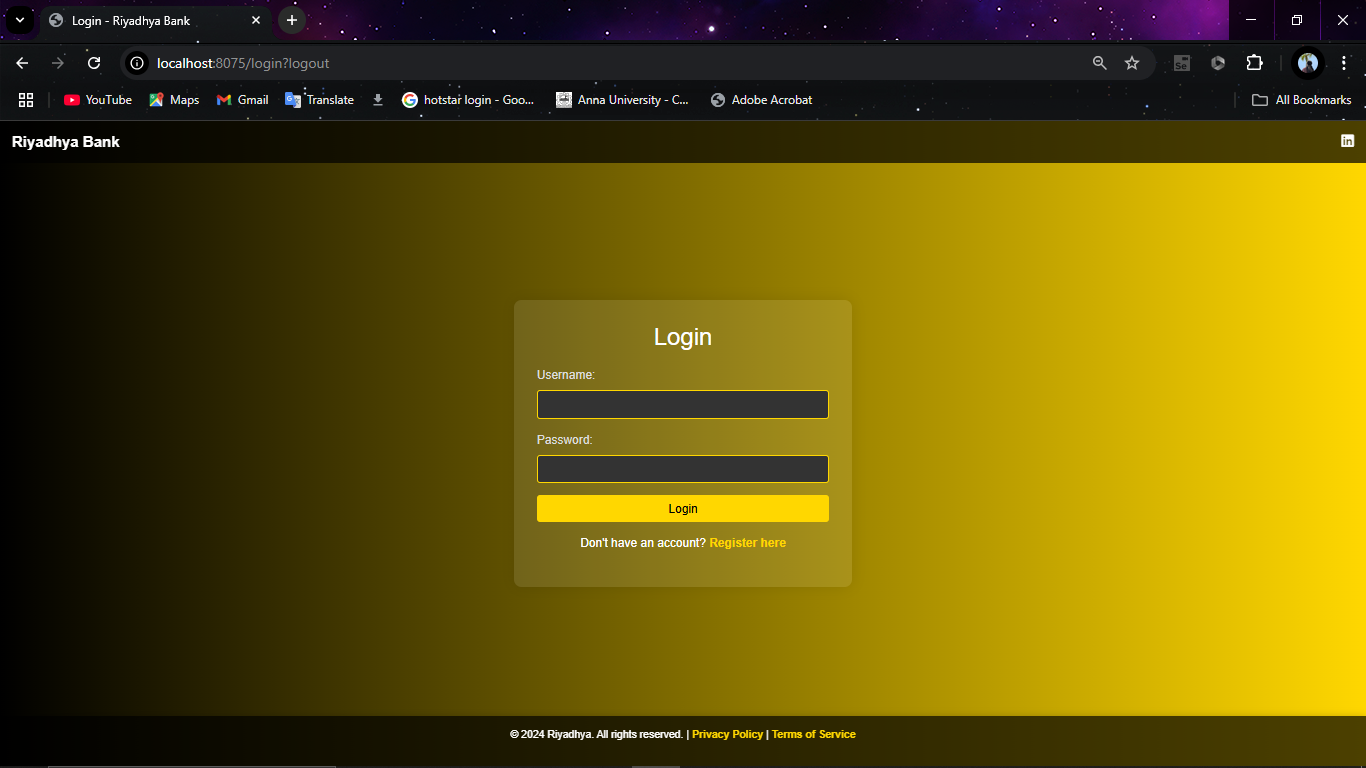 Login - Riyadhya Bank
localhost:8075/login?logout
YouTube Maps Gmail Translate hotstar login - Goo... Anna University - C... Adobe Acrobat All Bookmarks
Riyadhya Bank
Login
Username:
Password:
Login
Don't have an account? Register here
© 2024 Riyadhya. All rights reserved. | Privacy Policy | Terms of Service